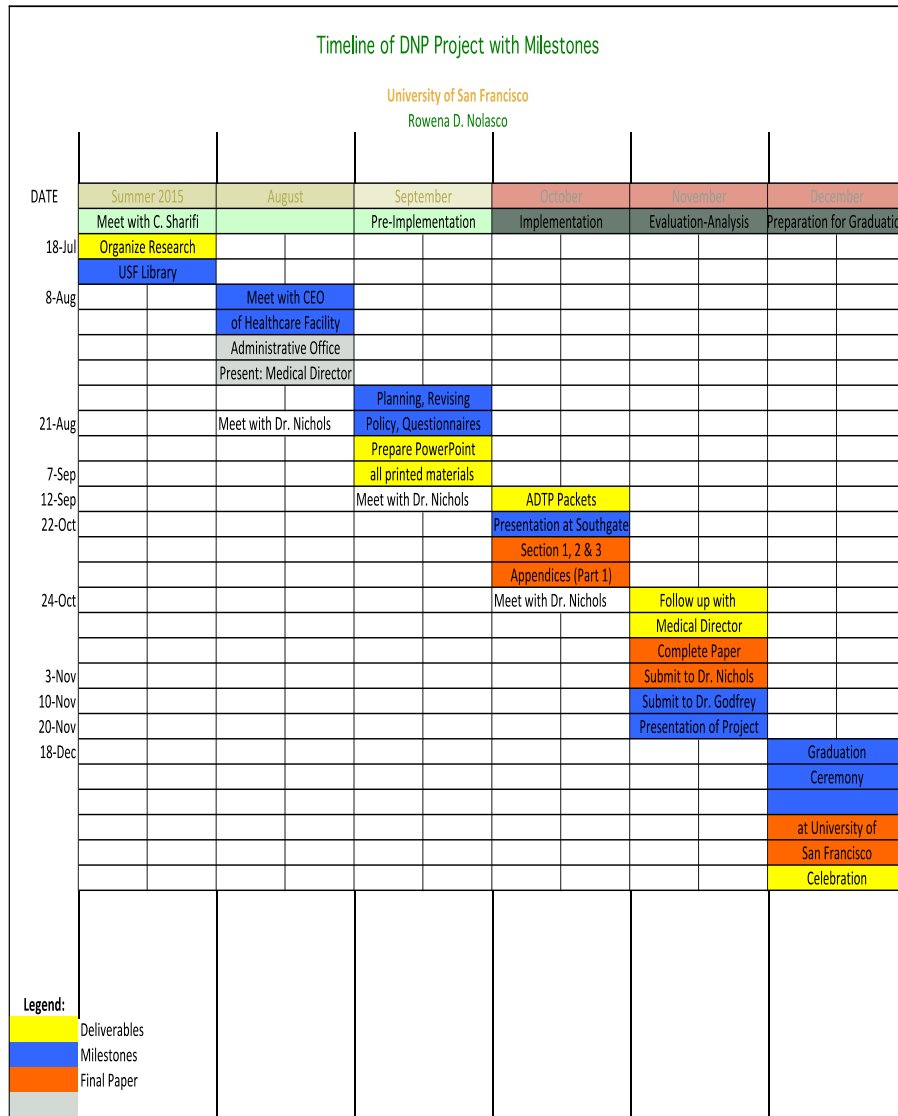 Timeline of DNP Project with Milestones
University of San Francisco
Rowena D. Nolasco
DATE Summer 2015 August September October November December
Meet with C. Sharifi Pre-Implementation Implementation Evaluation-Analysis Preparation for Graduatio
18-Jul Organize Research
USF Library
8-Aug Meet with CEO
of Healthcare Facility
Administrative Office
Present: Medical Director
Planning, Revising
21-Aug Meet with Dr. Nichols Policy, Questionnaires
Prepare PowerPoint
7-Sep all printed materials
12-Sep Meet with Dr. Nichols ADTP Packets
22-Oct Presentation at Southgate
Section 1, 2 & 3
Appendices (Part 1)
24-Oct Meet with Dr. Nichols Follow up with
Medical Director
Complete Paper
3-Nov Submit to Dr. Nichols
10-Nov Submit to Dr. Godfrey
20-Nov Presentation of Project
18-Dec Graduation
Ceremony
at University of
San Francisco
Celebration
Legend:
Deliverables
Milestones
Final Paper